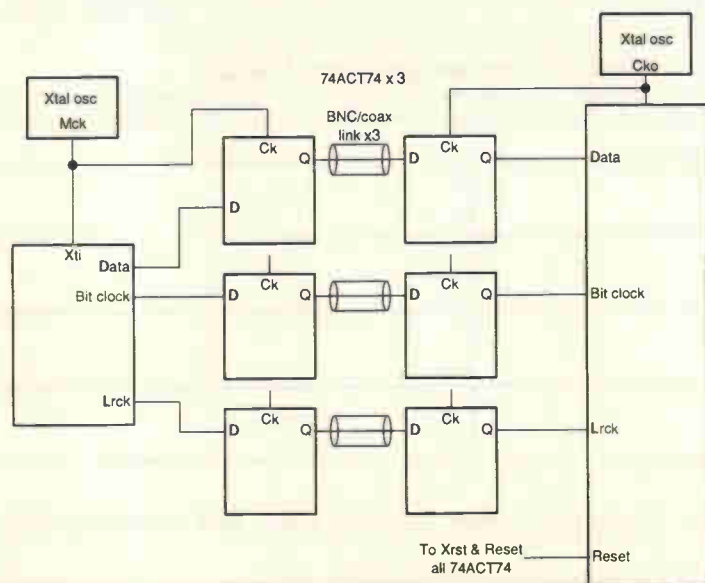 Xtal osc
Cko
Xtal osc
Mck
74ACT74 x 3
BNC/coax
link x3
Ck
Q
D
D
Ck
Q
Data
Xti
Data
Bit clock
Ck
D
Q
D
Ck
Q
Bit clock
Lrck
Ck
D
Q
D
Ck
Q
Lrck
To Xrst & Reset
all 74ACT74
Reset